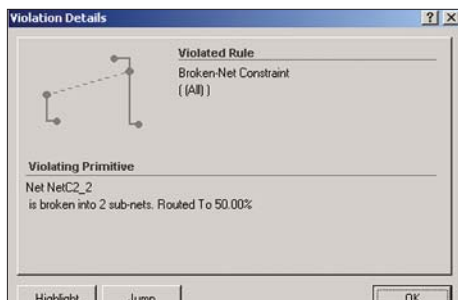 Violation Details
? ×
Violated Rule
Broken-Net Constraint
( (All) )
Violating Primitive
Net NetC2_2
is broken into 2 sub-nets. Routed To 50.00%
Highlight Jump OK